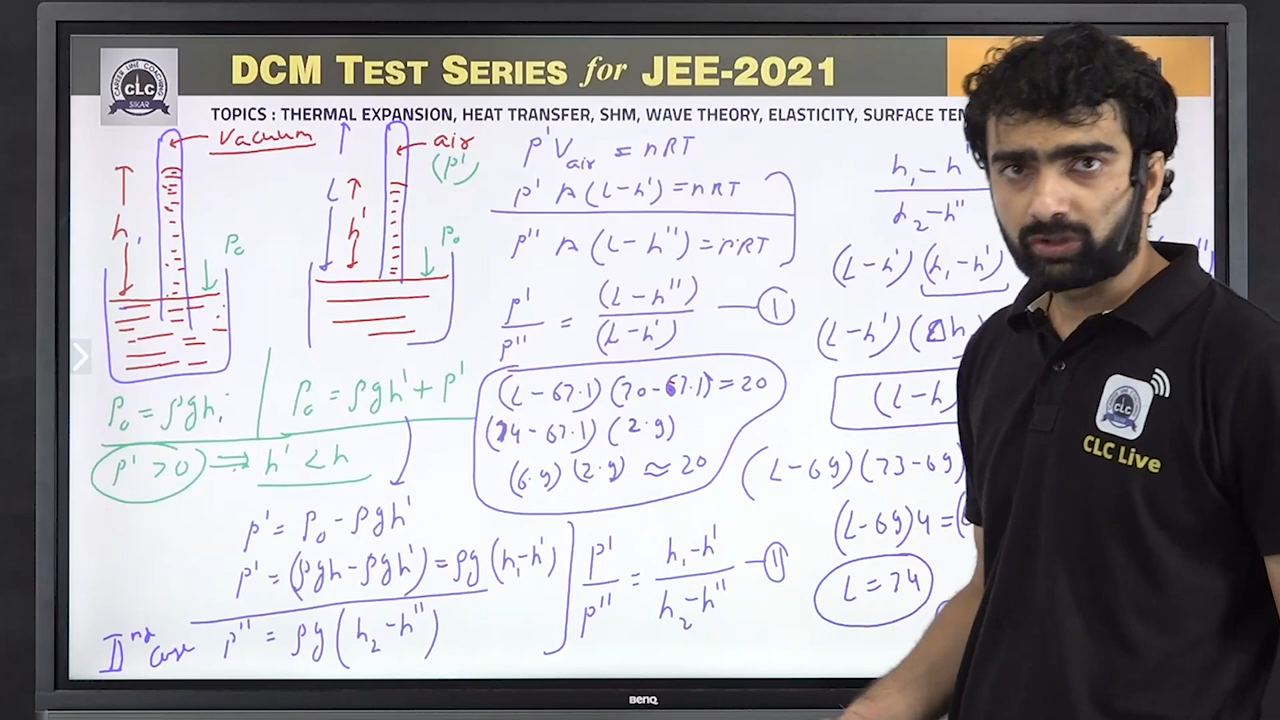 CAREER LINE COACHING
CLC
SIKAR
DCM TEST SERIES for JEE-2021
TOPICS : THERMAL EXPANSION, HEAT TRANSFER, SHM, WAVE THEORY, ELASTICITY, SURFACE TEN
Vacuum
air
(P')
h
P₀
L
h'
P₀
P₀ = ρgh,
P₀ = ρgh' + P'
P' > 0 ⇒ h' < h
P' = P₀ - ρgh'
P' = (ρgh - ρgh') = ρg (h₁-h')
IInd case P'' = ρg (h₂-h'')
P' V air = nRT
P' A (L-h') = nRT
P'' A (L-h'') = nRT
P'/P'' = (L-h'')/(L-h') — I
(L-67.1) (70-67.1) = 20
(74-67.1) (2.9)
(6.9) (2.9) ≈ 20
P'/P'' = h₁-h'/h₂-h'' — II
h₁-h'
h₂-h''
(L-h') (h₁-h')
(L-h') (Δh
(L-h
(L-69) (73-69)
(L-69) 4 =
L = 74
CLC
CLC Live
BenQ